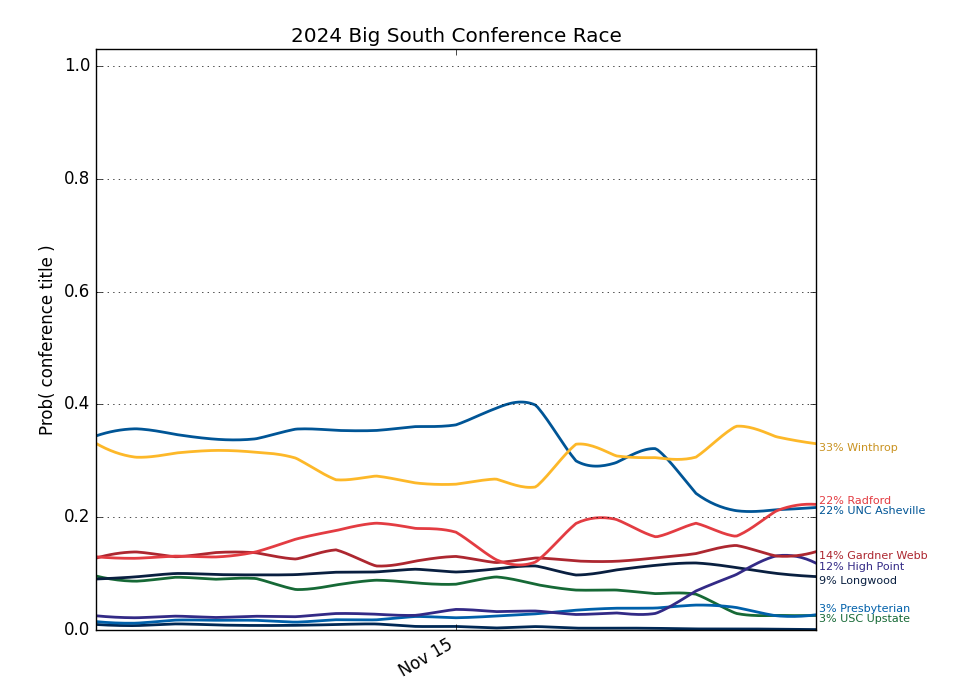 2024 Big South Conference Race
1.0
0.8
0.6
0.4
0.2
0.0
Prob( conference title )
Nov 15
33% Winthrop
22% Radford
22% UNC Asheville
14% Gardner Webb
12% High Point
9% Longwood
3% Presbyterian
3% USC Upstate